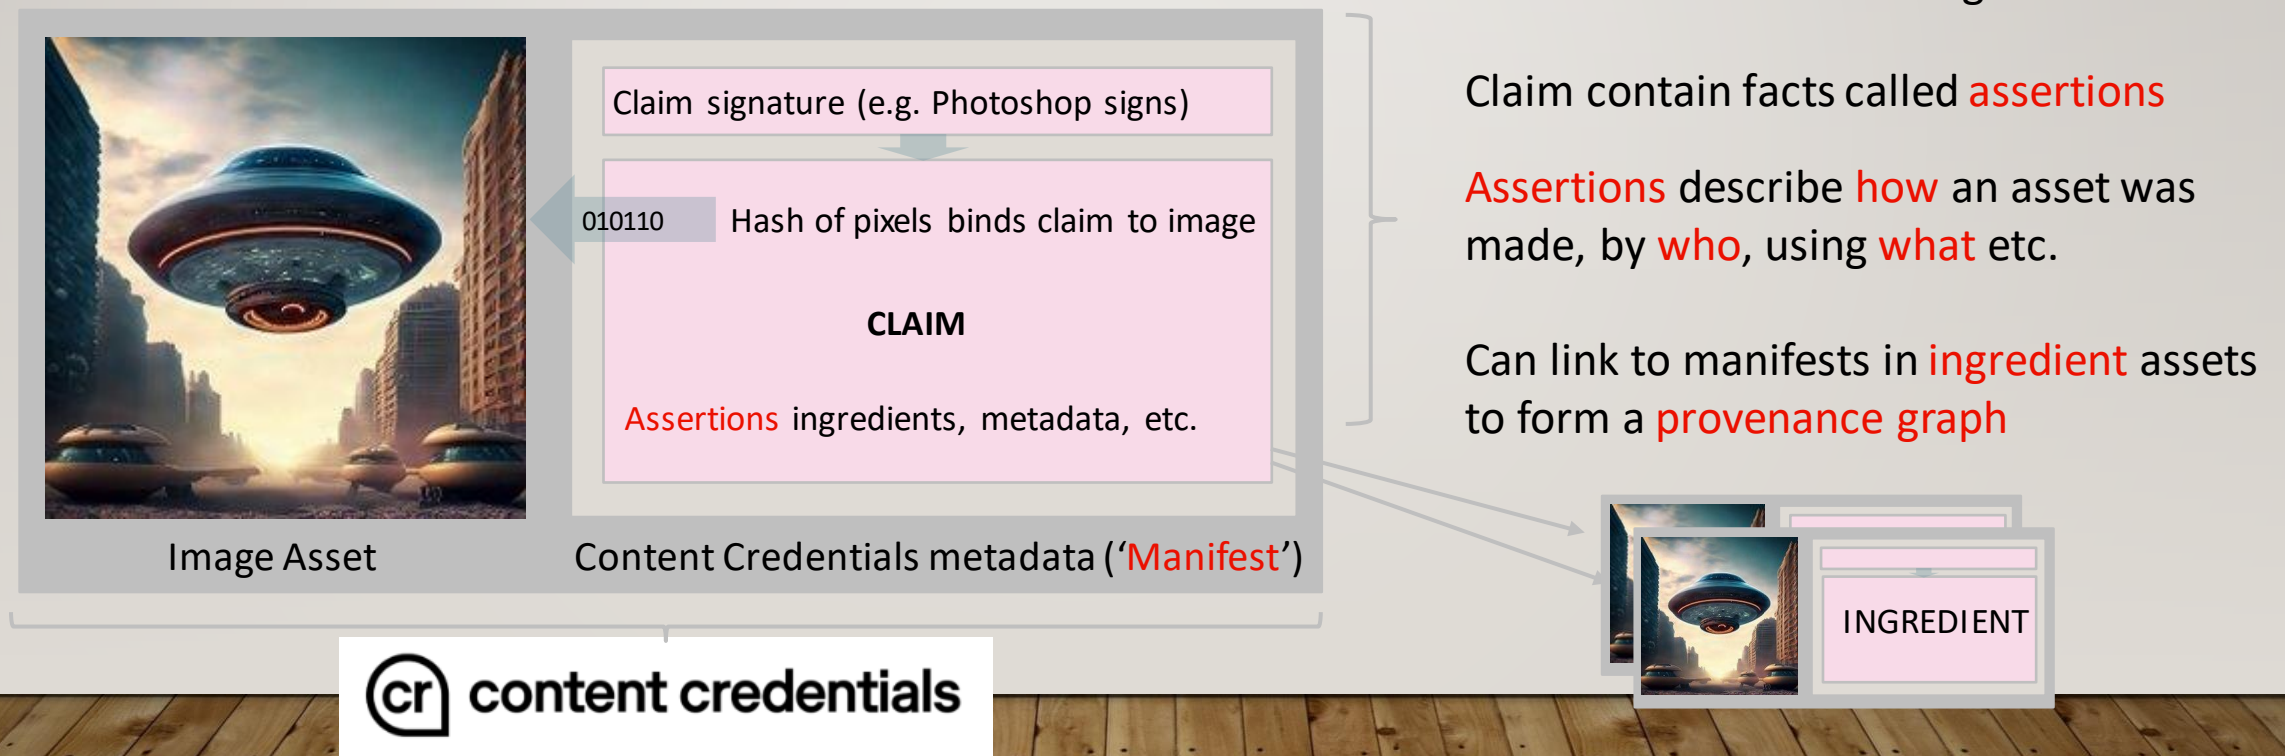 Claim signature (e.g. Photoshop signs)
010110
Hash of pixels binds claim to image
CLAIM
Assertions ingredients, metadata, etc.
Image Asset
Content Credentials metadata (‘Manifest’)
cr content credentials
Claim contain facts called assertions
Assertions describe how an asset was
made, by who, using what etc.
Can link to manifests in ingredient assets
to form a provenance graph
INGREDIENT